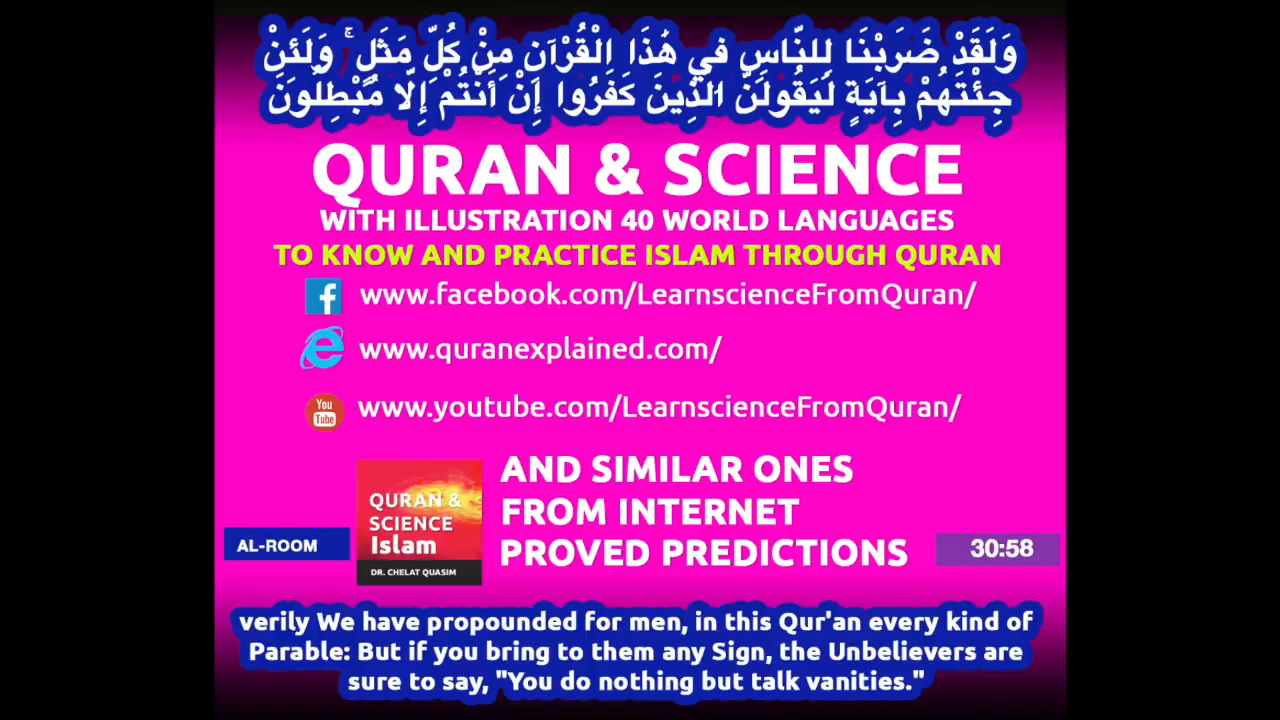 وَلَقَدْ ضَرَبْنَا لِلنَّاسِ فِي هَٰذَا الْقُرْآنِ مِنْ كُلِّ مَثَلٍ ۚ وَلَئِنْ
جِئْتَهُمْ بِآيَةٍ لَيَقُولَنَّ الَّذِينَ كَفَرُوا إِنْ أَنْتُمْ إِلَّا مُبْطِلُونَ
QURAN & SCIENCE
WITH ILLUSTRATION 40 WORLD LANGUAGES
TO KNOW AND PRACTICE ISLAM THROUGH QURAN
www.facebook.com/LearnscienceFromQuran/
www.quranexplained.com/
You
Tube
www.youtube.com/LearnscienceFromQuran/
AND SIMILAR ONES
FROM INTERNET
PROVED PREDICTIONS
QURAN &
SCIENCE
Islam
DR. CHELAT QUASIM
AL-ROOM
30:58
verily We have propounded for men, in this Qur'an every kind of
Parable: But if you bring to them any Sign, the Unbelievers are
sure to say, "You do nothing but talk vanities."